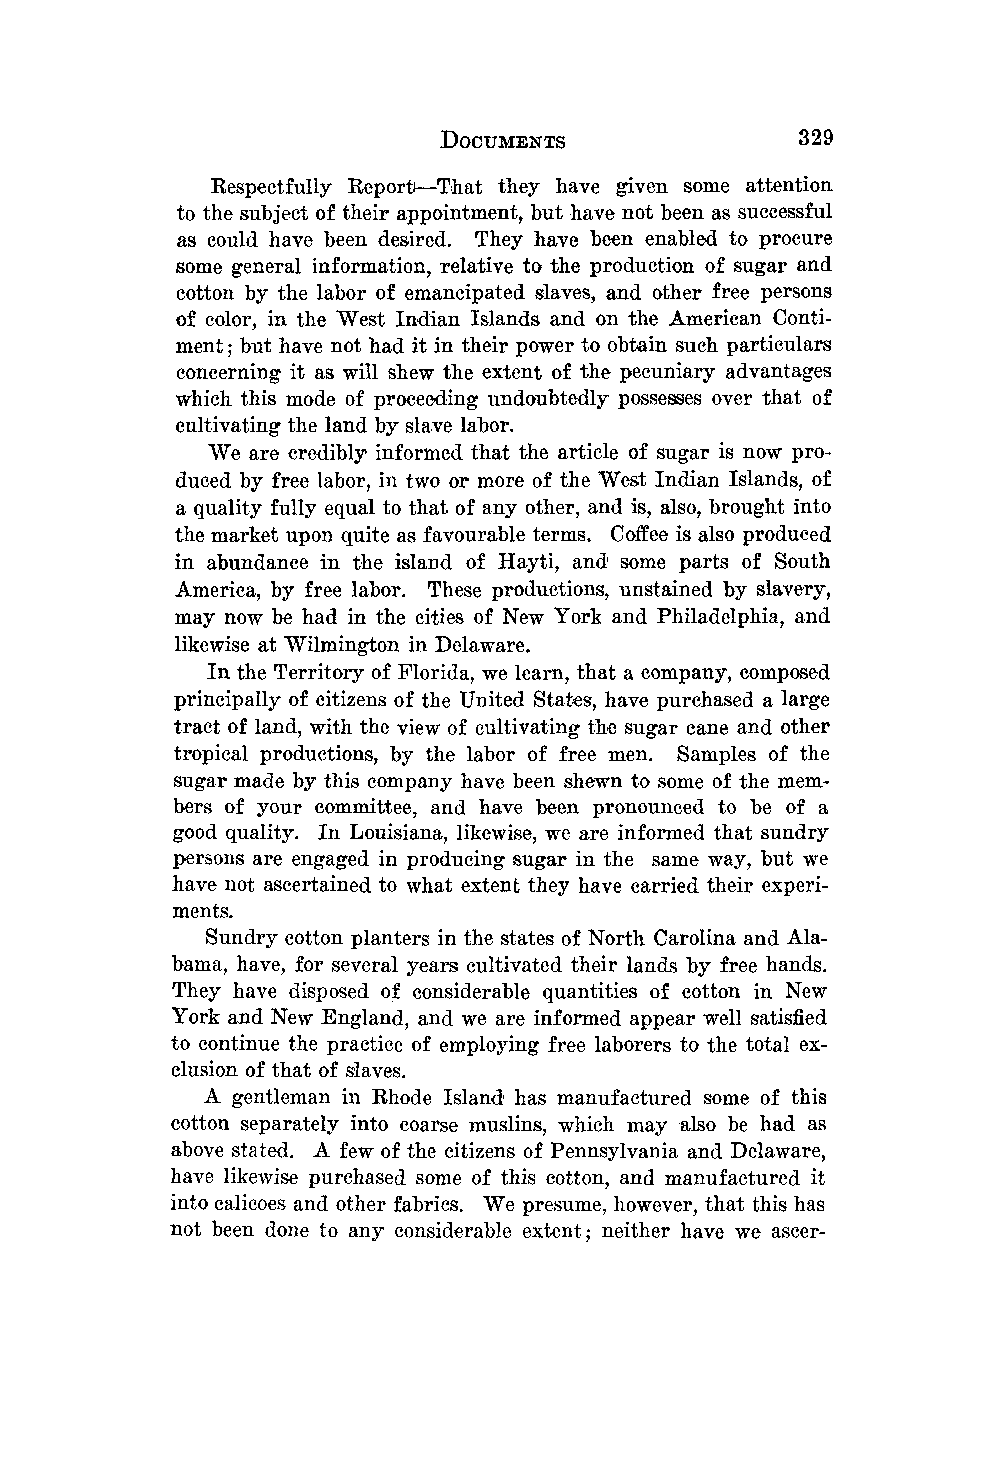 DOCUMENTS 329
Respectfully Report—That they have given some attention
to the subject of their appointment, but have not been as successful
as could have been desired. They have been enabled to procure
some general information, relative to the production of sugar and
cotton by the labor of emancipated slaves, and other free persons
of color, in the West Indian Islands and on the American Conti-
ment; but have not had it in their power to obtain such particulars
concerning it as will shew the extent of the pecuniary advantages
which this mode of proceeding undoubtedly possesses over that of
cultivating the land by slave labor.
We are credibly informed that the article of sugar is now pro-
duced by free labor, in two or more of the West Indian Islands, of
a quality fully equal to that of any other, and is, also, brought into
the market upon quite as favourable terms. Coffee is also produced
in abundance in the island of Hayti, and some parts of South
America, by free labor. These productions, unstained by slavery,
may now be had in the cities of New York and Philadelphia, and
likewise at Wilmington in Delaware.
In the Territory of Florida, we learn, that a company, composed
principally of citizens of the United States, have purchased a large
tract of land, with the view of cultivating the sugar cane and other
tropical productions, by the labor of free men. Samples of the
sugar made by this company have been shewn to some of the mem-
bers of your committee, and have been pronounced to be of a
good quality. In Louisiana, likewise, we are informed that sundry
persons are engaged in producing sugar in the same way, but we
have not ascertained to what extent they have carried their experi-
ments.
Sundry cotton planters in the states of North Carolina and Ala-
bama, have, for several years cultivated their lands by free hands.
They have disposed of considerable quantities of cotton in New
York and New England, and we are informed appear well satisfied
to continue the practice of employing free laborers to the total ex-
clusion of that of slaves.
A gentleman in Rhode Island has manufactured some of this
cotton separately into coarse muslins, which may also be had as
above stated. A few of the citizens of Pennsylvania and Delaware,
have likewise purchased some of this cotton, and manufactured it
into calicoes and other fabrics. We presume, however, that this has
not been done to any considerable extent; neither have we ascer-